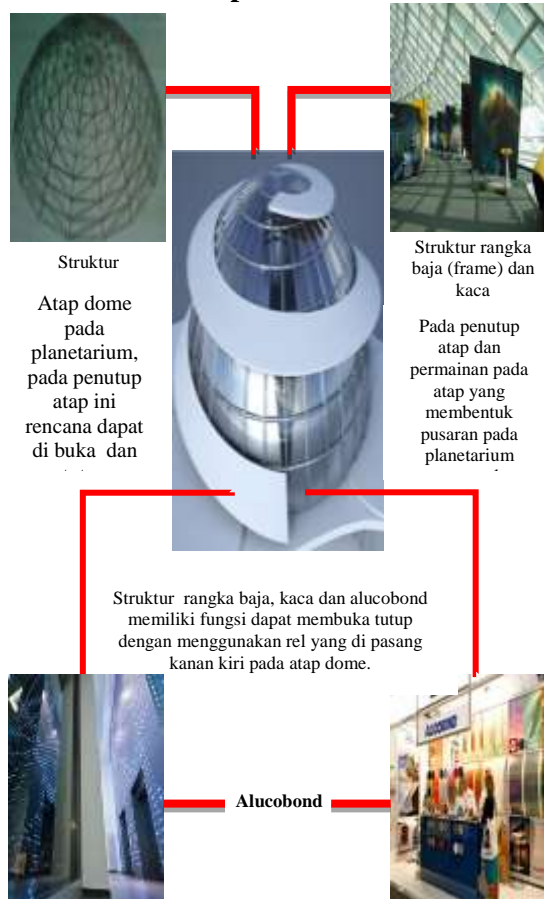 Struktur
Atap dome
pada
planetarium,
pada penutup
atap ini
rencana dapat
di buka dan
Struktur rangka
baja (frame) dan
kaca
Pada penutup
atap dan
permainan pada
atap yang
membentuk
pusaran pada
planetarium
Struktur rangka baja, kaca dan alucobond
memiliki fungsi dapat membuka tutup
dengan menggunakan rel yang di pasang
kanan kiri pada atap dome.
Alucobond